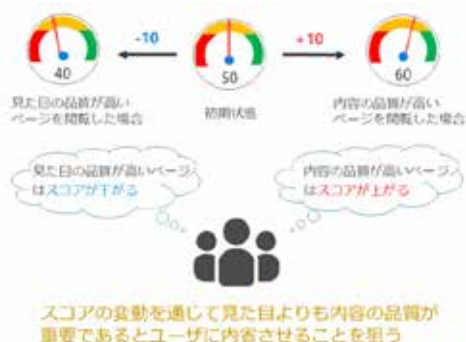 -10
+10
40
50
60
見た目の品質が高い
ページを閲覧した場合
初期状態
内容の品質が高い
ページを閲覧した場合
見た目の品質が高いページ
はスコアが下がる
内容の品質が高いページ
はスコアが上がる
スコアの変動を通して見た目よりも内容の品質が
重要であるとユーザに内省させることを狙う